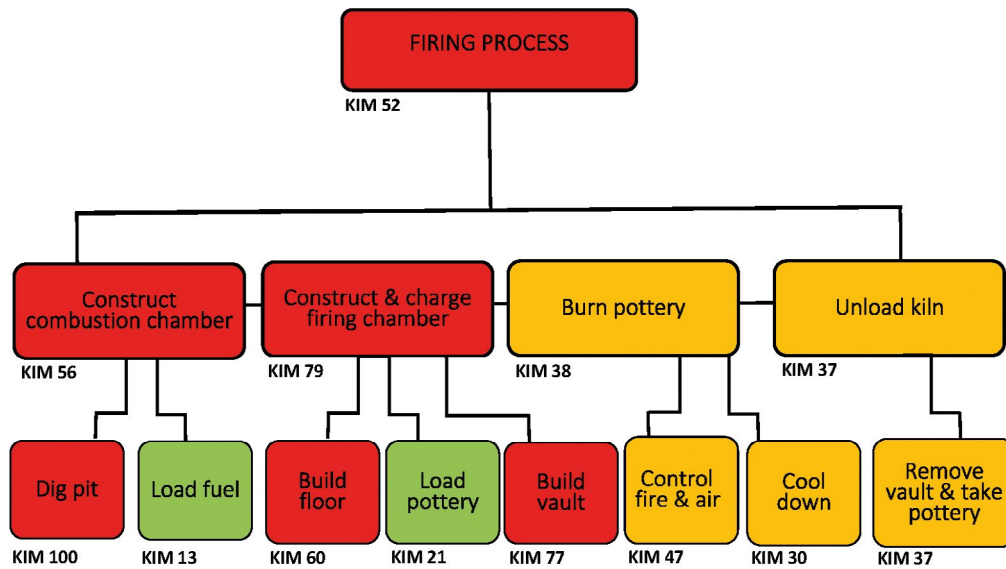 FIRING PROCESS
KIM 52
Construct
combustion chamber
KIM 56
Construct & charge
firing chamber
KIM 79
Burn pottery
KIM 38
Unload kiln
KIM 37
Dig pit
KIM 100
Load fuel
KIM 13
Build
floor
KIM 60
Load
pottery
KIM 21
Build
vault
KIM 77
Control
fire & air
KIM 47
Cool
down
KIM 30
Remove
vault & take
pottery
KIM 37